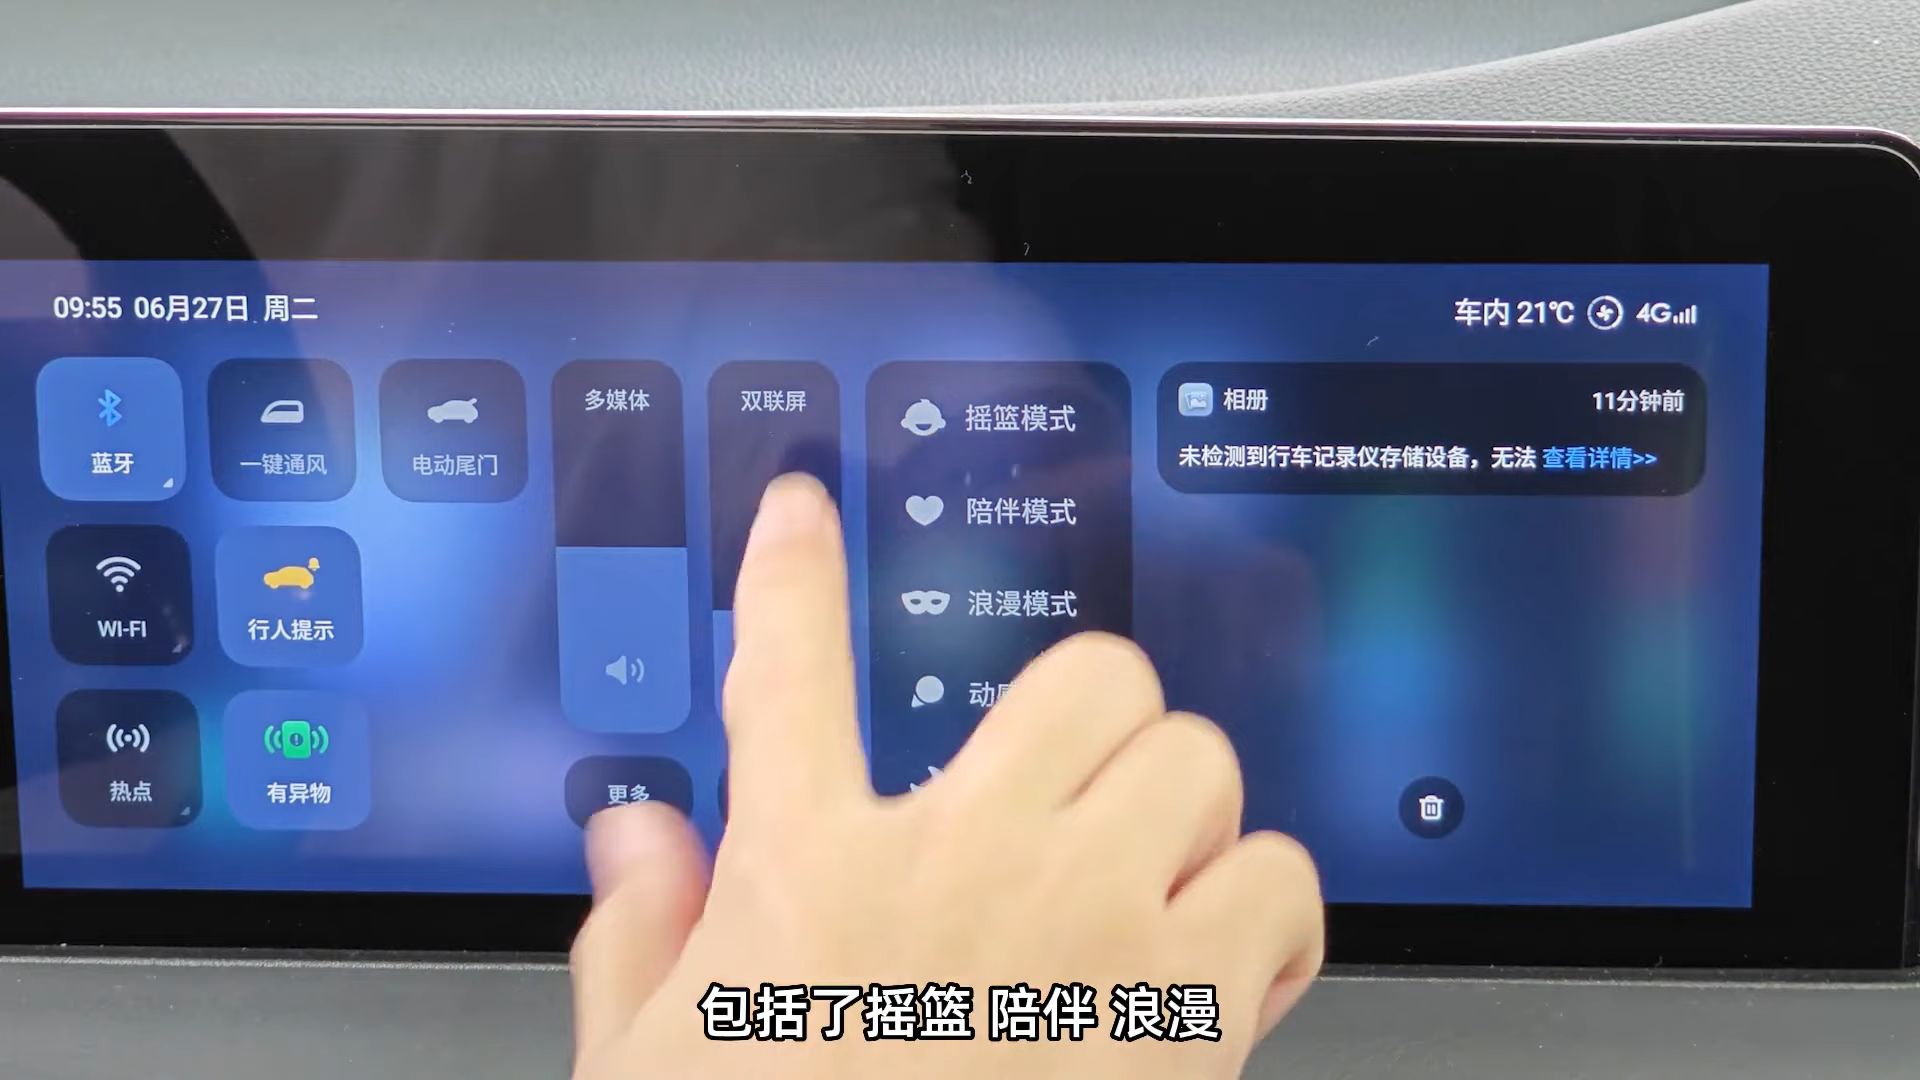 09:55 06月27日 周二
车内 21℃ 4G
蓝牙
一键通风
电动尾门
多媒体
双联屏
摇篮模式
陪伴模式
浪漫模式
动感
相册
11分钟前
未检测到行车记录仪存储设备，无法 查看详情>>
WI-FI
行人提示
热点
有异物
更多
包括了摇篮 陪伴 浪漫